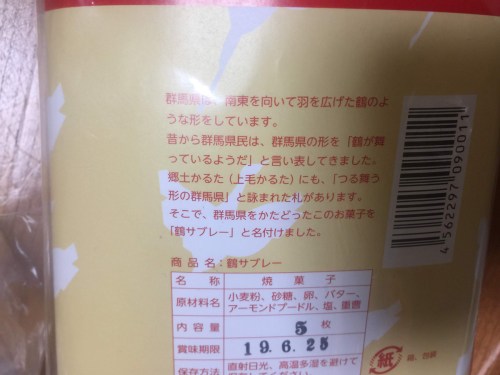 群馬県は、南東を向いて羽を広げた鶴のよ
うな形をしています。
昔から群馬県民は、群馬県の形を「鶴が舞
っているようだ」と言い表してきました。
郷土かるた(上毛かるた)にも、「つる舞う
形の群馬県」と詠まれた札があります。
そこで、群馬県をかたどったこのお菓子を
「鶴サブレー」と名付けました。
商品名:鶴サブレー
名称 焼菓子
原材料名 小麦粉、砂糖、卵、バター、
アーモンドプードル、塩、重曹
内容量 5枚
賞味期限 19.6.25
保存方法 直射日光、高温多湿を避けて
4562297090011
紙 箱、包装